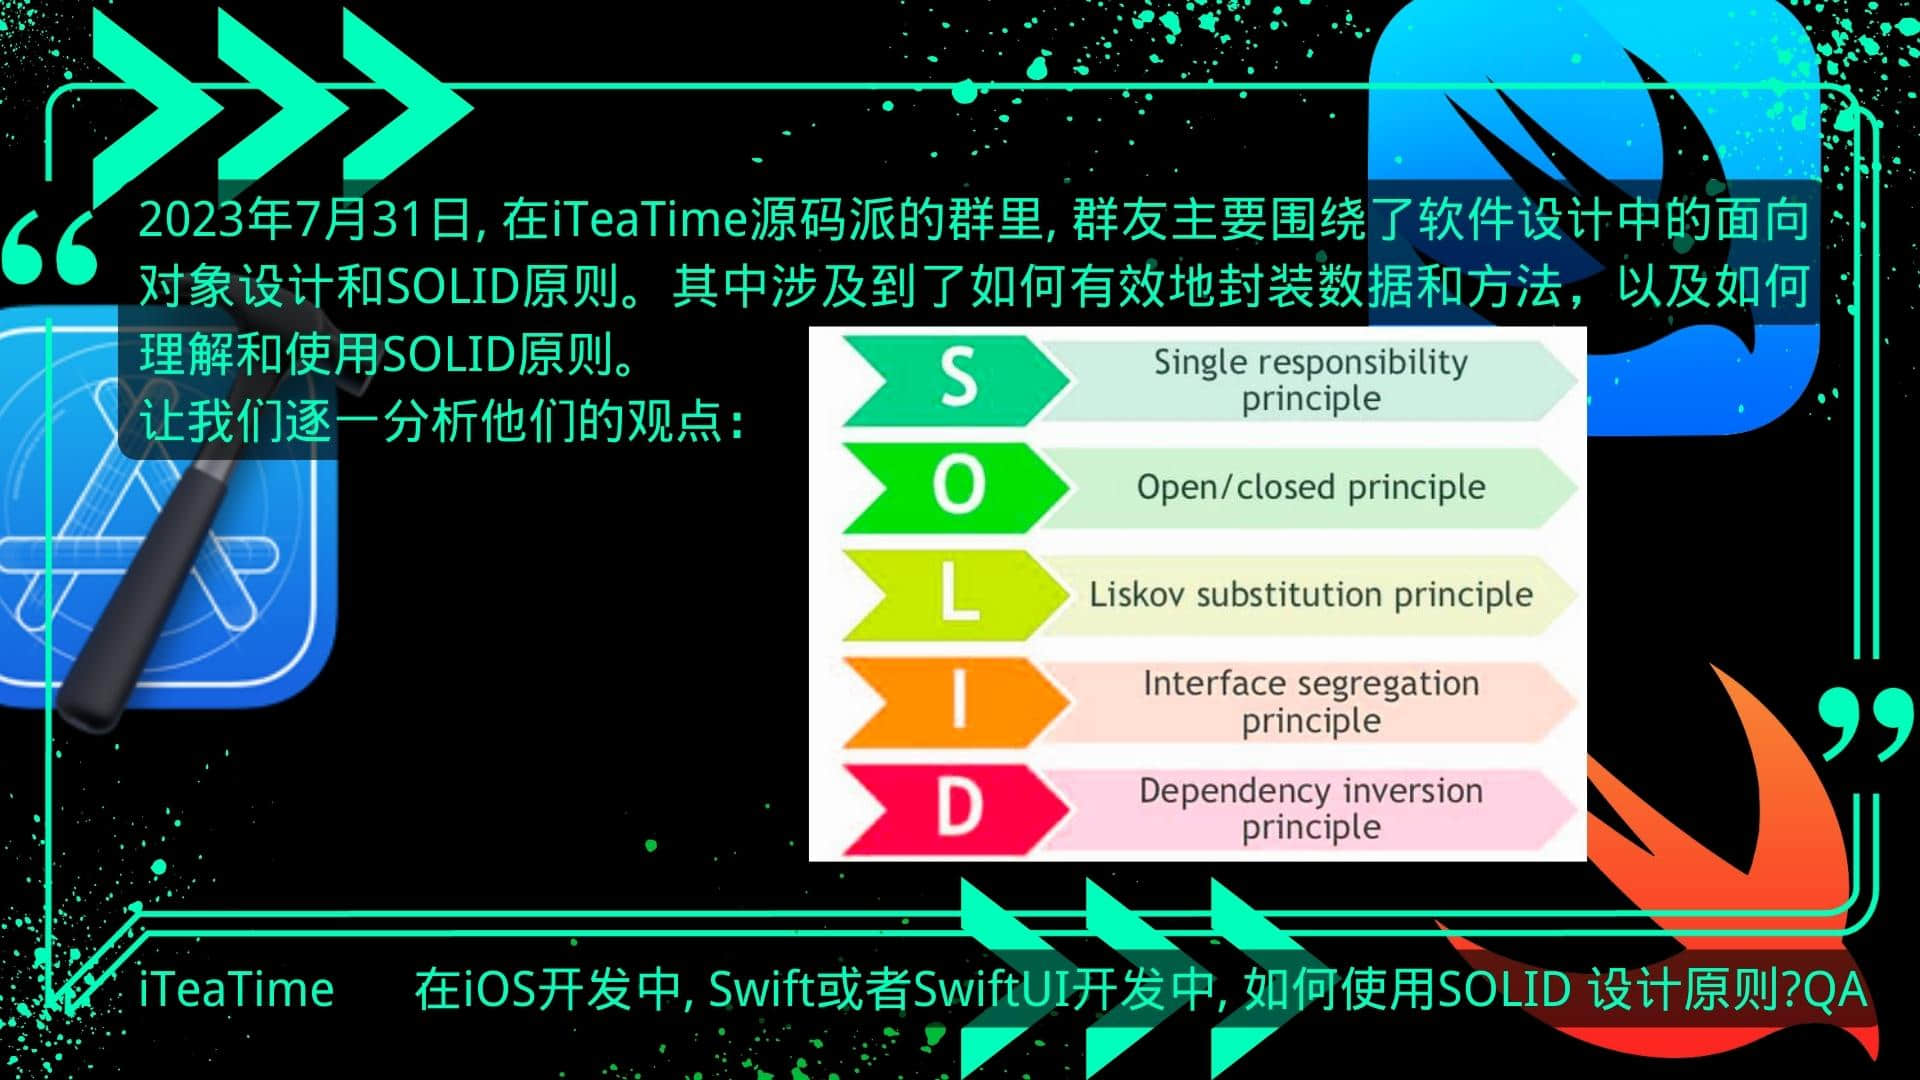 2023年7月31日, 在iTeaTime源码派的群里, 群友主要围绕了软件设计中的面向
对象设计和SOLID原则。其中涉及到了如何有效地封装数据和方法，以及如何
理解和使用SOLID原则。
让我们逐一分析他们的观点：
S
Single responsibility
principle
O
Open/closed principle
L
Liskov substitution principle
I
Interface segregation
principle
D
Dependency inversion
principle
iTeaTime 在iOS开发中, Swift或者SwiftUI开发中, 如何使用SOLID 设计原则?QA